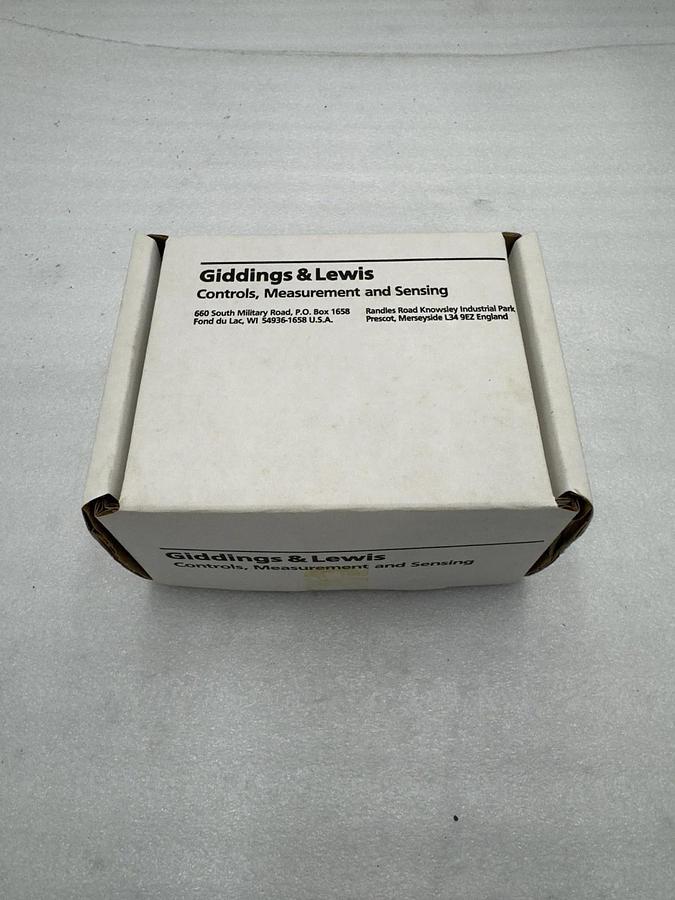 Giddings & Lewis
Controls, Measurement and Sensing
660 South Military Road, P.O. Box 1658
Fond du Lac, WI 54936-1658 U.S.A.
Randles Road Knowsley Industrial Park
Prescot, Merseyside L34 9EZ England
Giddings & Lewis
Controls, Measurement and Sensing